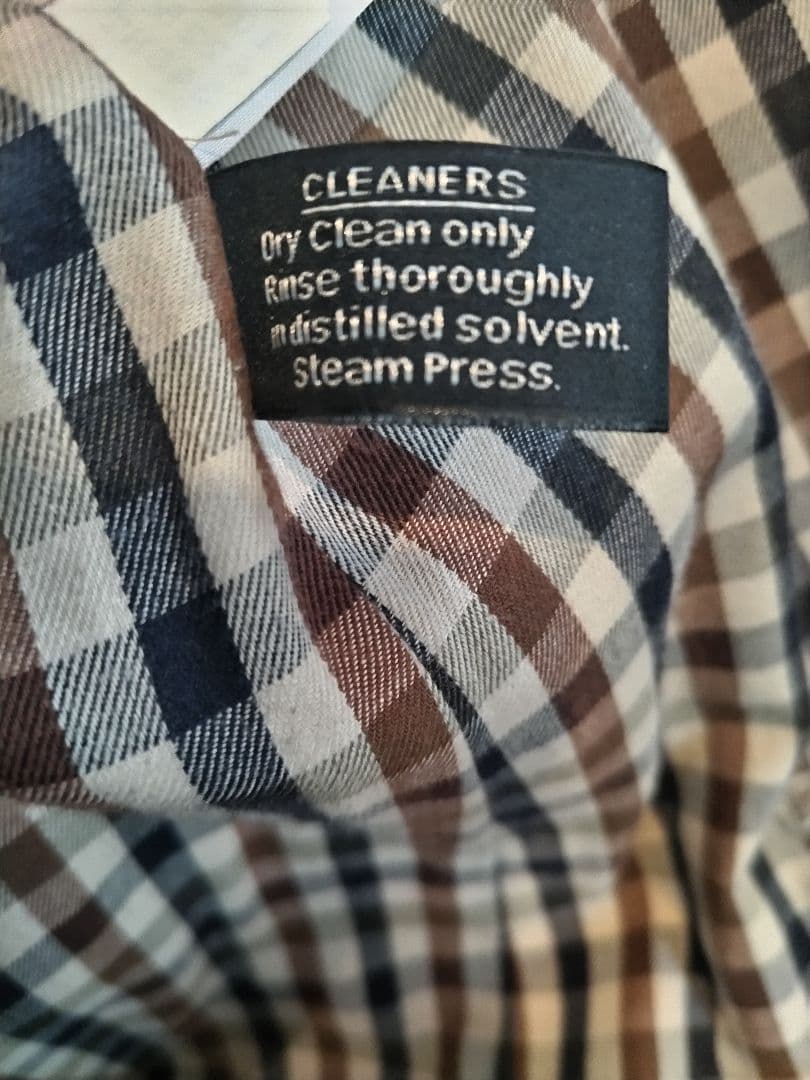 CLEANERS
Dry Clean only
Rinse thoroughly
in distilled solvent.
Steam Press.